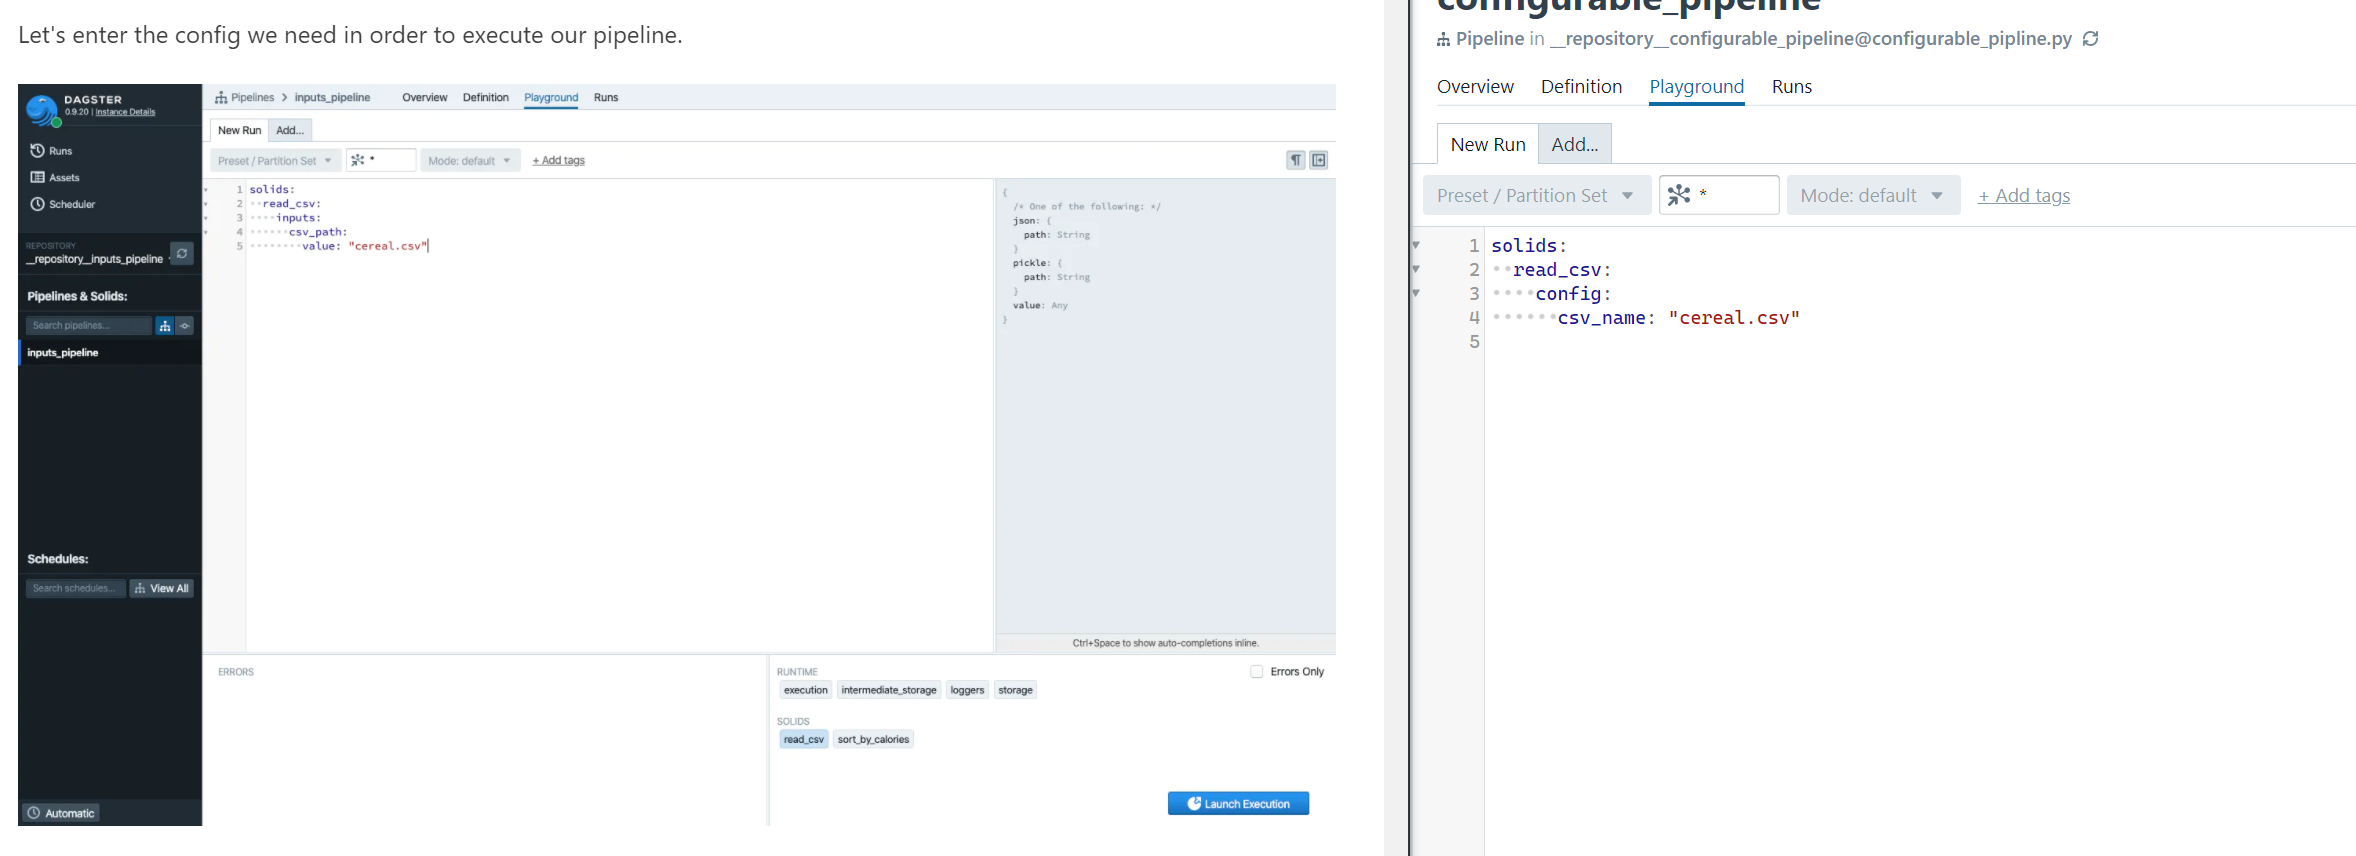 Let's enter the config we need in order to execute our pipeline.
DAGSTER
0.9.20 | Instance Details
Runs
Assets
Scheduler
REPOSITORY
__repository__inputs_pipeline
Pipelines & Solids:
Search pipelines...
inputs_pipeline
Schedules:
Search schedules...
View All
Automatic
Pipelines > inputs_pipeline
Overview Definition Playground Runs
New Run Add...
Preset / Partition Set * Mode: default + Add tags
1 solids:
2 read_csv:
3 inputs:
4 csv_path:
5 value: "cereal.csv"
{
/* One of the following: */
json: {
path: String
}
pickle: {
path: String
}
value: Any
}
Ctrl+Space to show auto-completions inline.
ERRORS
RUNTIME
Errors Only
execution intermediate_storage loggers storage
SOLIDS
read_csv sort_by_calories
Launch Execution
configurable_pipeline
Pipeline in __repository__configurable_pipeline@configurable_pipline.py
Overview Definition Playground Runs
New Run Add...
Preset / Partition Set * Mode: default + Add tags
1 solids:
2 read_csv:
3 config:
4 csv_name: "cereal.csv"
5